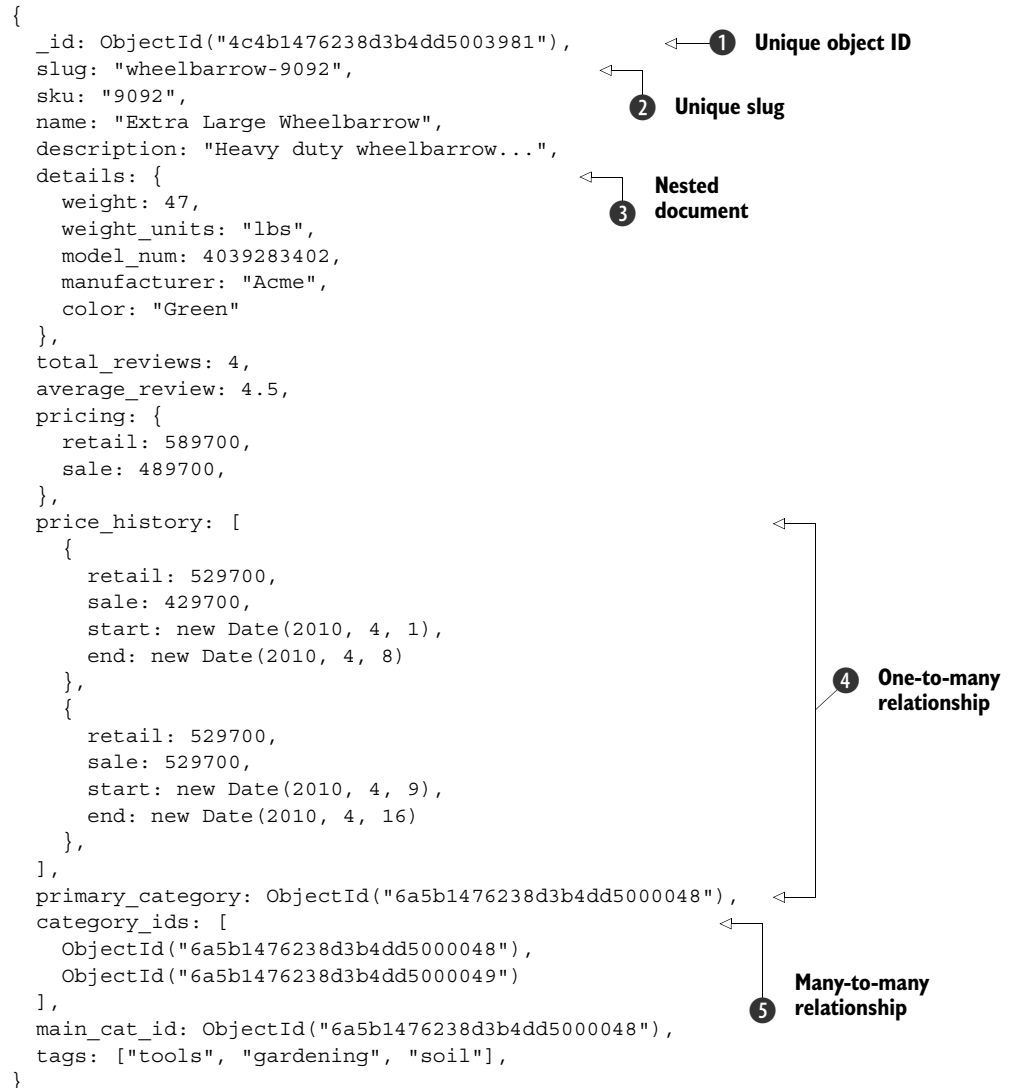 {
_id: ObjectId("4c4b1476238d3b4dd5003981"), ❶ Unique object ID
slug: "wheelbarrow-9092",
sku: "9092",
❷ Unique slug
name: "Extra Large Wheelbarrow",
description: "Heavy duty wheelbarrow...",
details: {
❸ Nested
document
weight: 47,
weight_units: "lbs",
model_num: 4039283402,
manufacturer: "Acme",
color: "Green"
},
total_reviews: 4,
average_review: 4.5,
pricing: {
retail: 589700,
sale: 489700,
},
price_history: [
{
retail: 529700,
sale: 429700,
start: new Date(2010, 4, 1),
end: new Date(2010, 4, 8)
},
❹ One-to-many
relationship
{
retail: 529700,
sale: 529700,
start: new Date(2010, 4, 9),
end: new Date(2010, 4, 16)
},
],
primary_category: ObjectId("6a5b1476238d3b4dd5000048"),
category_ids: [
ObjectId("6a5b1476238d3b4dd5000048"),
ObjectId("6a5b1476238d3b4dd5000049")
],
❺ Many-to-many
relationship
main_cat_id: ObjectId("6a5b1476238d3b4dd5000048"),
tags: ["tools", "gardening", "soil"],
}